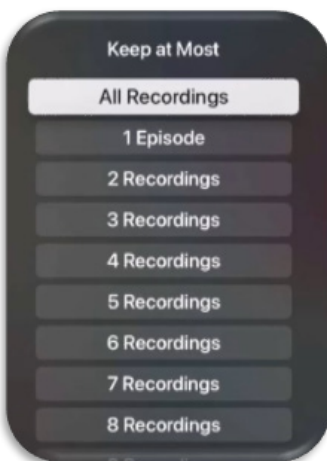 Keep at Most
All Recordings
1 Episode
2 Recordings
3 Recordings
4 Recordings
5 Recordings
6 Recordings
7 Recordings
8 Recordings